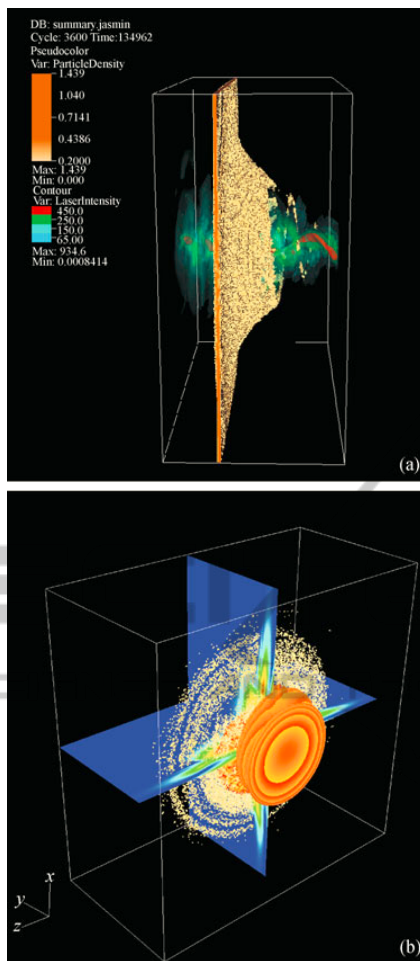 DB: summary.jasmin
Cycle: 3600 Time:134962
Pseudocolor
Var: ParticleDensity
1.439
1.040
0.7141
0.4386
0.2000
Max: 1.439
Min: 0.000
Contour
Var: LaserIntensity
450.0
250.0
150.0
65.00
Max: 934.6
Min: 0.0008414
(a)
x
y
z
(b)